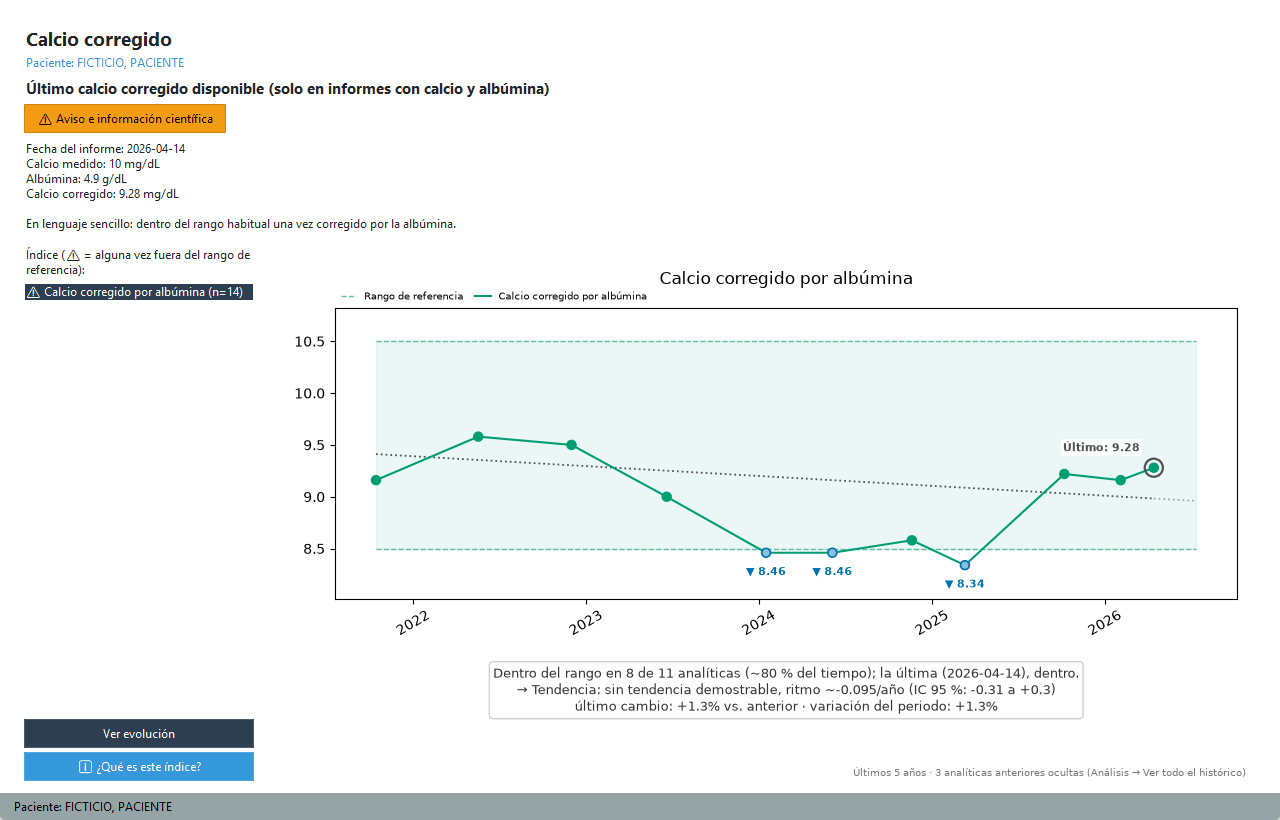 Calcio corregido
Paciente: FICTICIO, PACIENTE
Último calcio corregido disponible (solo en informes con calcio y albúmina)
⚠ Aviso e información científica
Fecha del informe: 2026-04-14
Calcio medido: 10 mg/dL
Albúmina: 4.9 g/dL
Calcio corregido: 9.28 mg/dL
En lenguaje sencillo: dentro del rango habitual una vez corregido por la albúmina.
Índice (⚠ = alguna vez fuera del rango de
referencia):
⚠ Calcio corregido por albúmina (n=14)
Calcio corregido por albúmina
Rango de referencia
Calcio corregido por albúmina
10.5
10.0
9.5
9.0
8.5
Último: 9.28
▼ 8.46
▼ 8.46
▼ 8.34
2022
2023
2024
2025
2026
Dentro del rango en 8 de 11 analíticas (~80 % del tiempo); la última (2026-04-14), dentro.
→ Tendencia: sin tendencia demostrable, ritmo ~-0.095/año (IC 95 %: -0.31 a +0.3)
último cambio: +1.3% vs. anterior · variación del periodo: +1.3%
Ver evolución
ℹ ¿Qué es este índice?
Últimos 5 años · 3 analíticas anteriores ocultas (Análisis → Ver todo el histórico)
Paciente: FICTICIO, PACIENTE